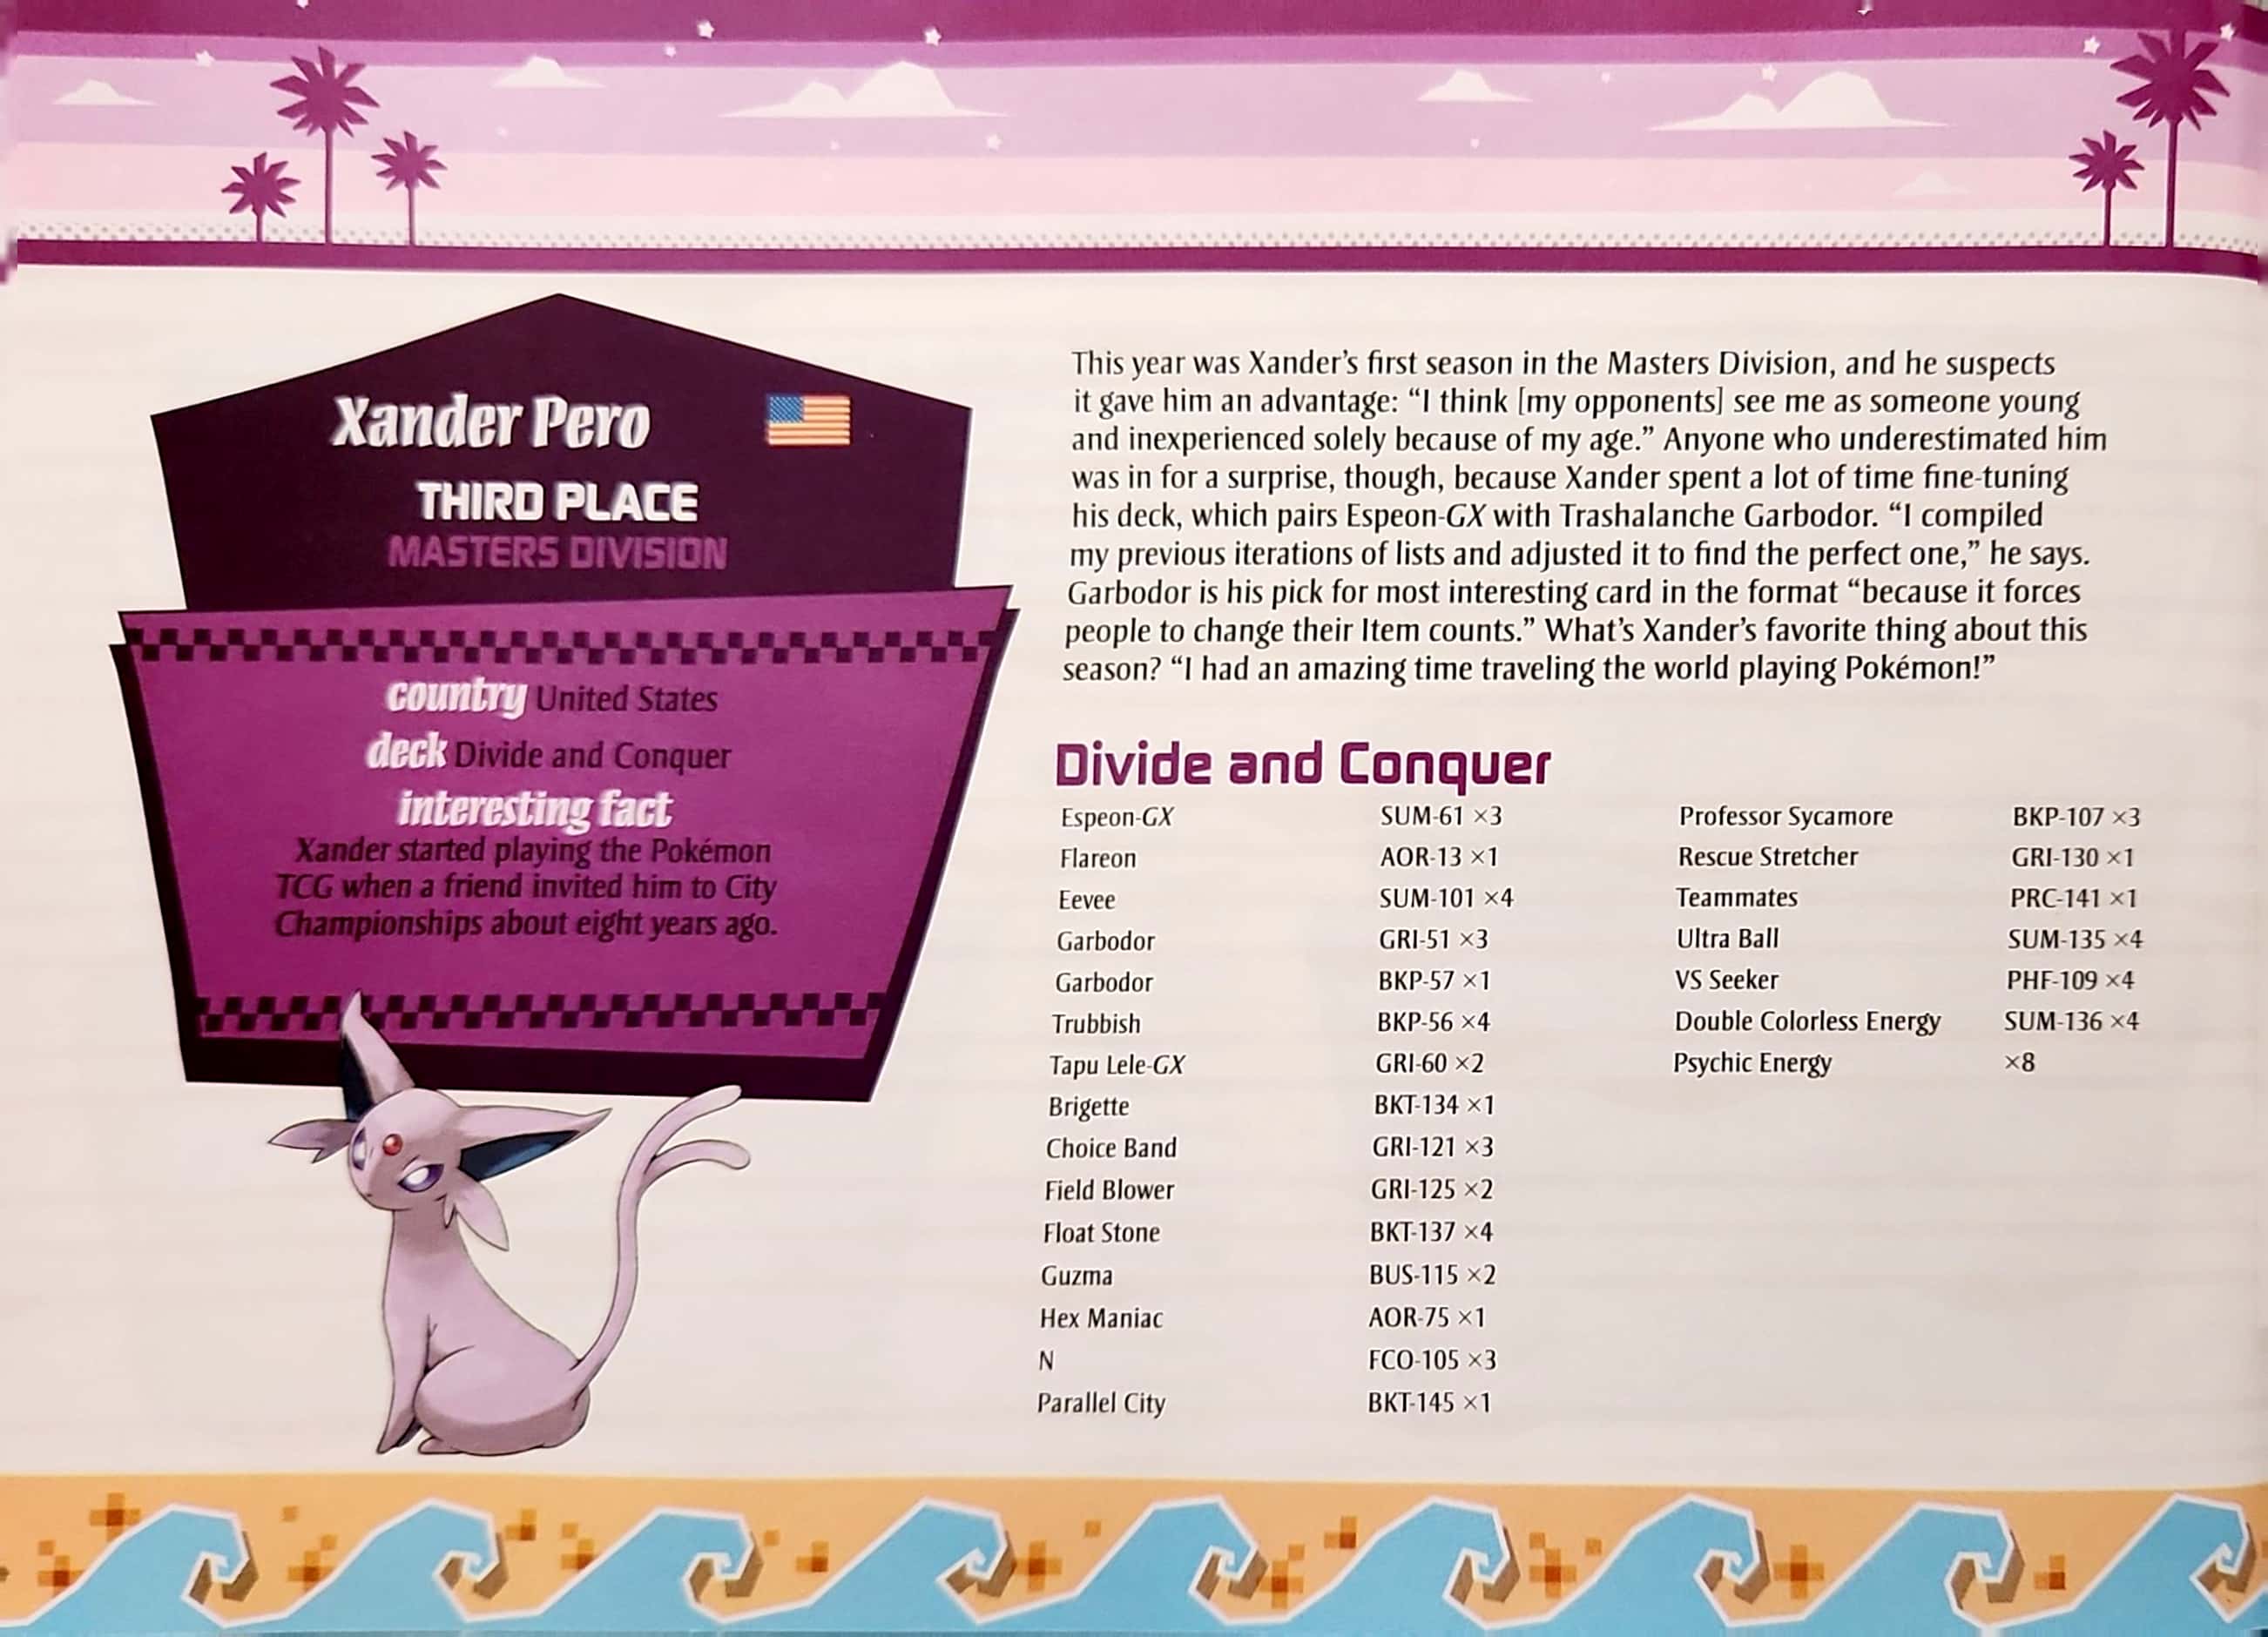 Xander Pero
THIRD PLACE
MASTERS DIVISION
country United States
deck Divide and Conquer
interesting fact
Xander started playing the Pokémon
TCG when a friend invited him to City
Championships about eight years ago.
This year was Xander’s first season in the Masters Division, and he suspects
it gave him an advantage: “I think [my opponents] see me as someone young
and inexperienced solely because of my age.” Anyone who underestimated him
was in for a surprise, though, because Xander spent a lot of time fine-tuning
his deck, which pairs Espeon-GX with Trashalanche Garbodor. “I compiled
my previous iterations of lists and adjusted it to find the perfect one,” he says.
Garbodor is his pick for most interesting card in the format “because it forces
people to change their Item counts.” What’s Xander’s favorite thing about this
season? “I had an amazing time traveling the world playing Pokémon!”
Divide and Conquer
Espeon-GX SUM-61 ×3
Flareon AOR-13 ×1
Eevee SUM-101 ×4
Garbodor GRI-51 ×3
Garbodor BKP-57 ×1
Trubbish BKP-56 ×4
Tapu Lele-GX GRI-60 ×2
Brigette BKT-134 ×1
Choice Band GRI-121 ×3
Field Blower GRI-125 ×2
Float Stone BKT-137 ×4
Guzma BUS-115 ×2
Hex Maniac AOR-75 ×1
N FCO-105 ×3
Parallel City BKT-145 ×1
Professor Sycamore BKP-107 ×3
Rescue Stretcher GRI-130 ×1
Teammates PRC-141 ×1
Ultra Ball SUM-135 ×4
VS Seeker PHF-109 ×4
Double Colorless Energy SUM-136 ×4
Psychic Energy ×8